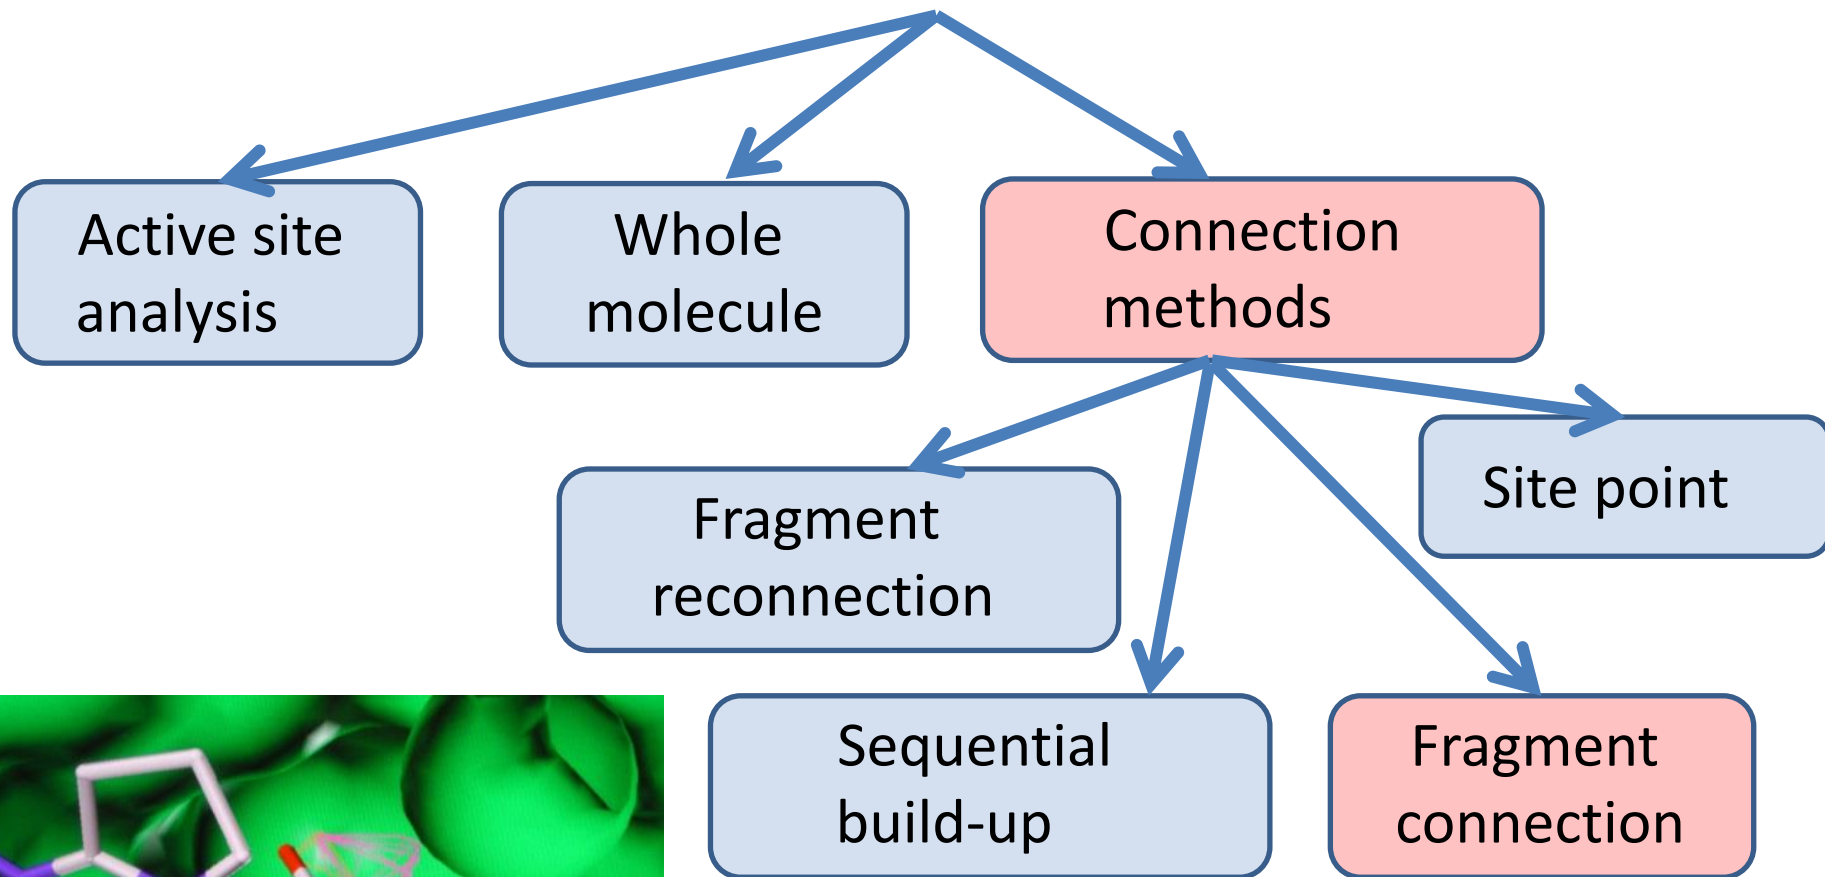 Active site
analysis
Whole
molecule
Connection
methods
Site point
Fragment
reconnection
Sequential
build-up
Fragment
connection